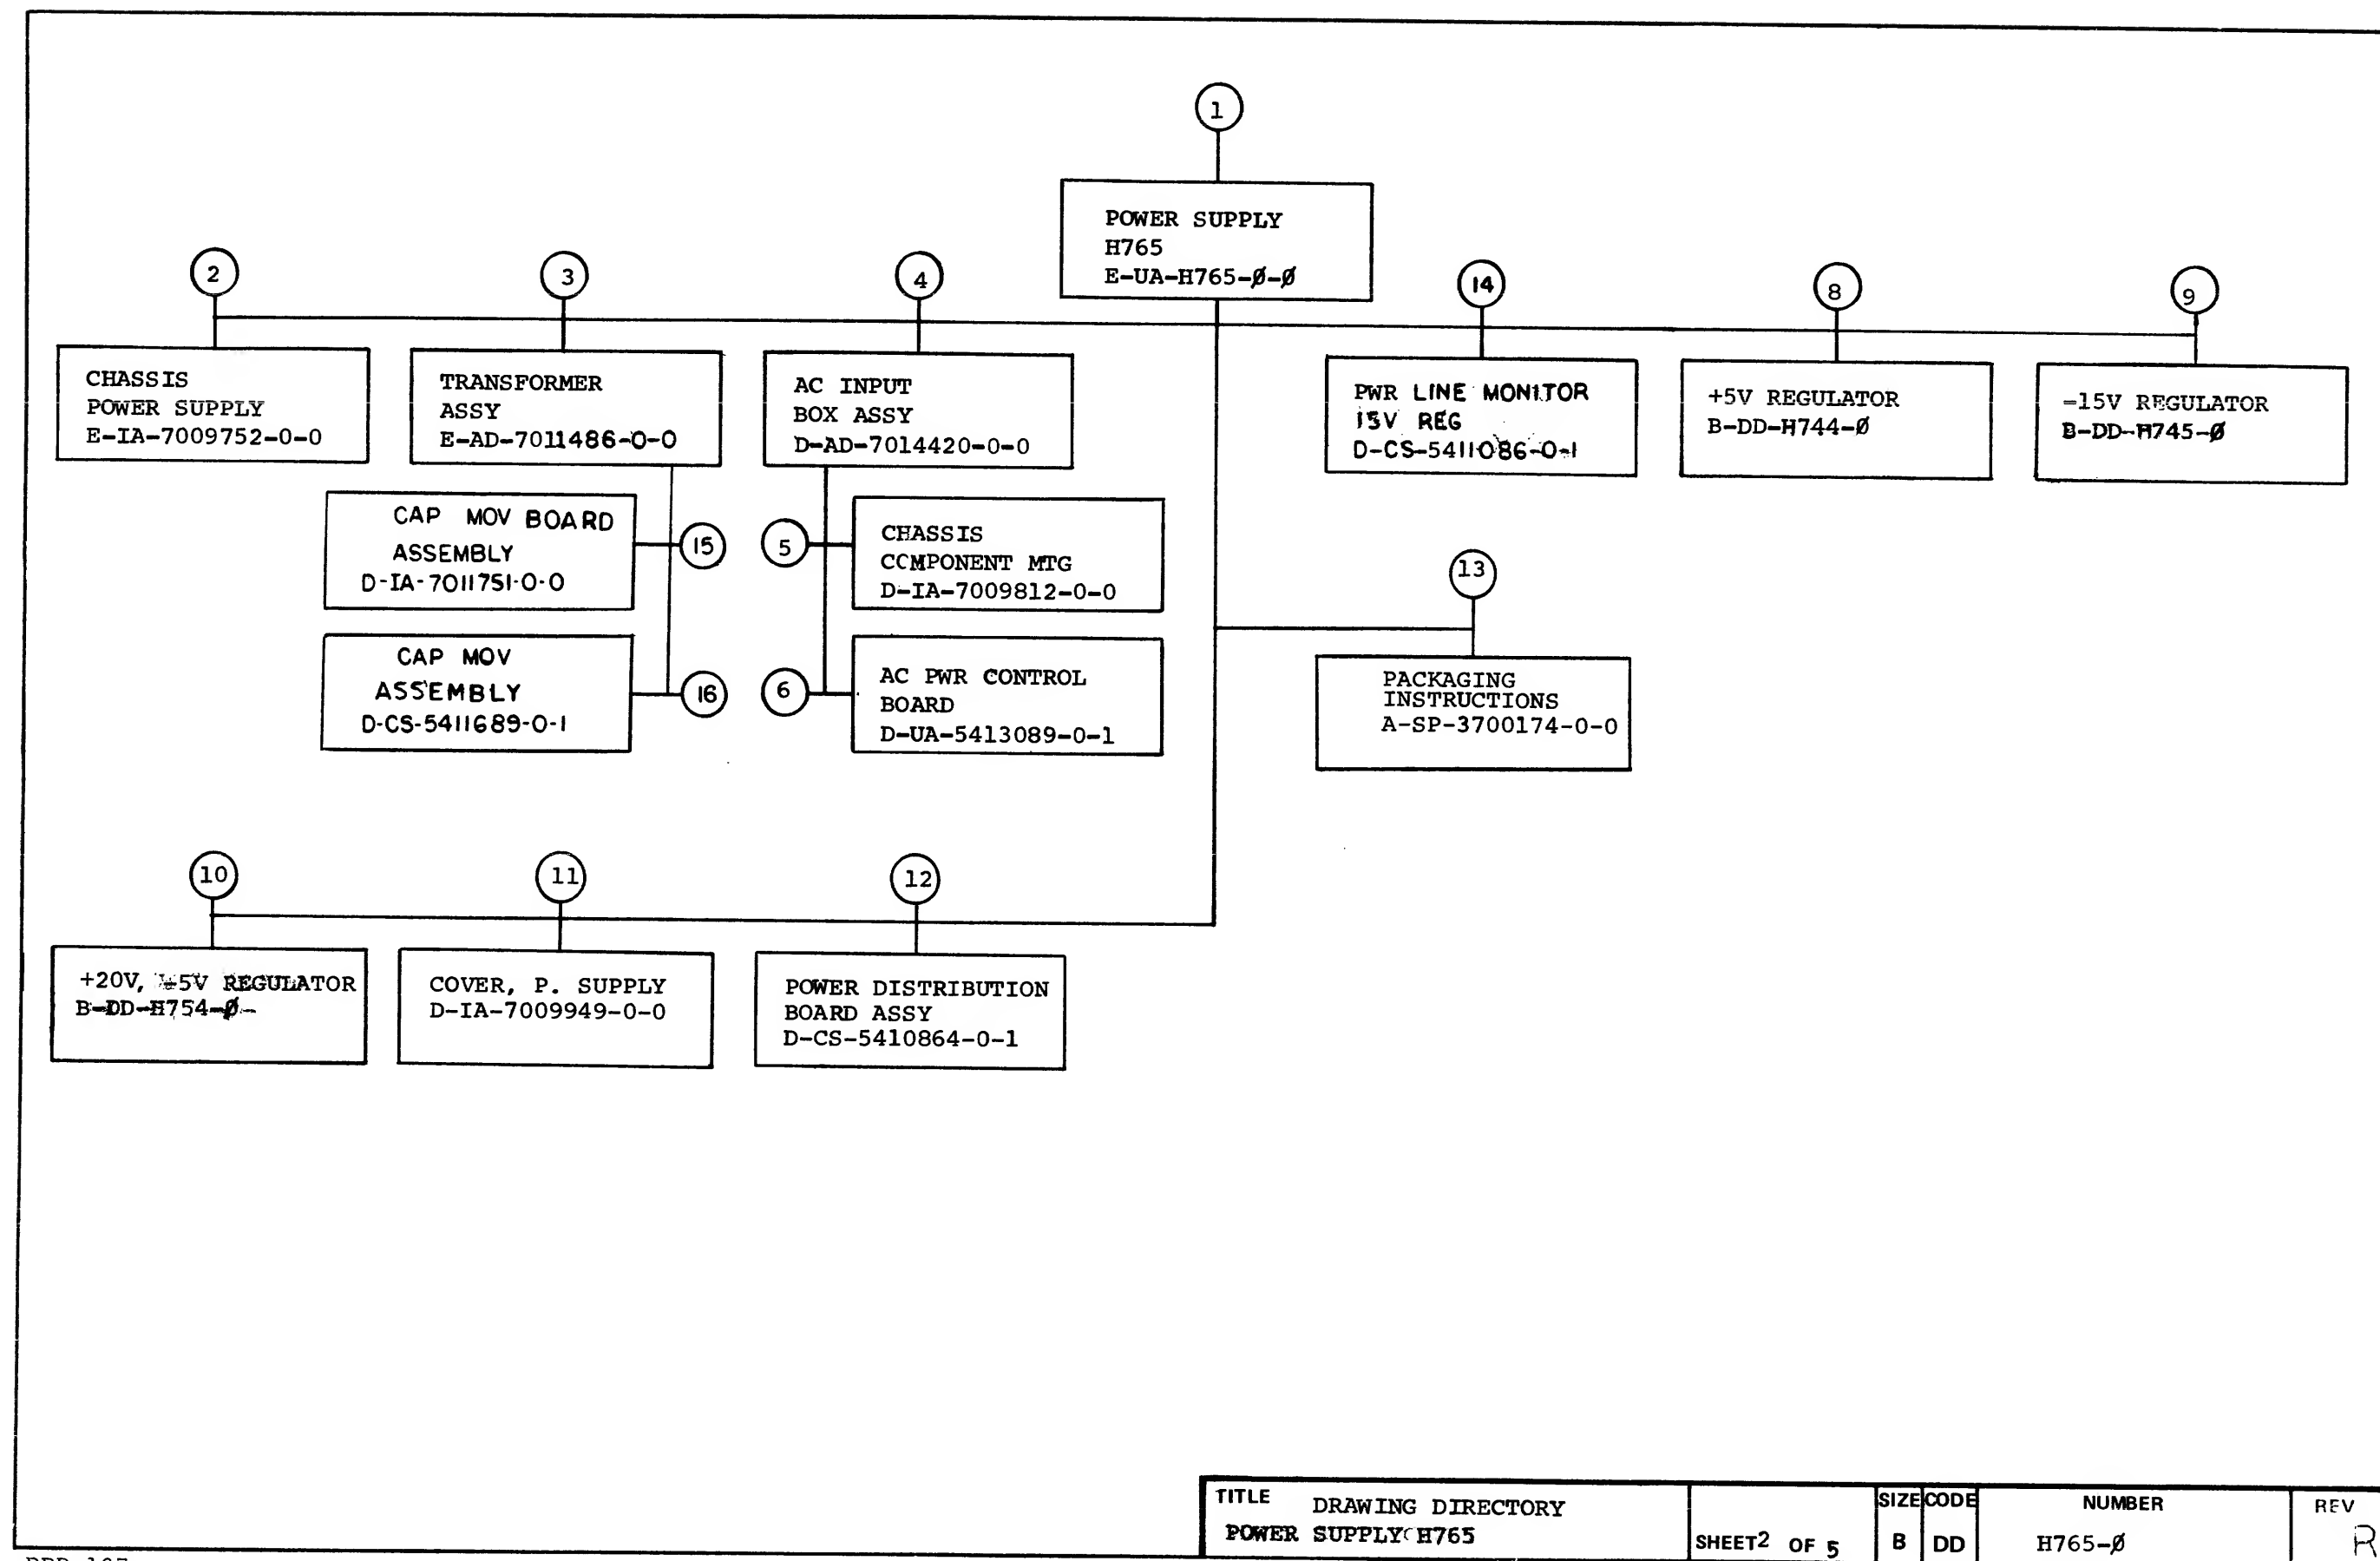 1
POWER SUPPLY
H765
E-UA-H765-Ø-Ø
2
CHASSIS
POWER SUPPLY
E-IA-7009752-0-0
3
TRANSFORMER
ASSY
E-AD-7011486-0-0
4
AC INPUT
BOX ASSY
D-AD-7014420-0-0
14
PWR LINE MONITOR
15V REG
D-CS-5411086-0-1
8
+5V REGULATOR
B-DD-H744-Ø
9
-15V REGULATOR
B-DD-H745-Ø
CAP MOV BOARD
ASSEMBLY
D-IA-7011751-0-0
15
5
CHASSIS
COMPONENT MTG
D-IA-7009812-0-0
CAP MOV
ASSEMBLY
D-CS-5411689-0-1
16
6
AC PWR CONTROL
BOARD
D-UA-5413089-0-1
13
PACKAGING
INSTRUCTIONS
A-SP-3700174-0-0
10
+20V, -5V REGULATOR
B-DD-H754-Ø-
11
COVER, P. SUPPLY
D-IA-7009949-0-0
12
POWER DISTRIBUTION
BOARD ASSY
D-CS-5410864-0-1
TITLE DRAWING DIRECTORY
POWER SUPPLY H765
SHEET 2 OF 5
SIZE
B
CODE
DD
NUMBER
H765-Ø
REV
R